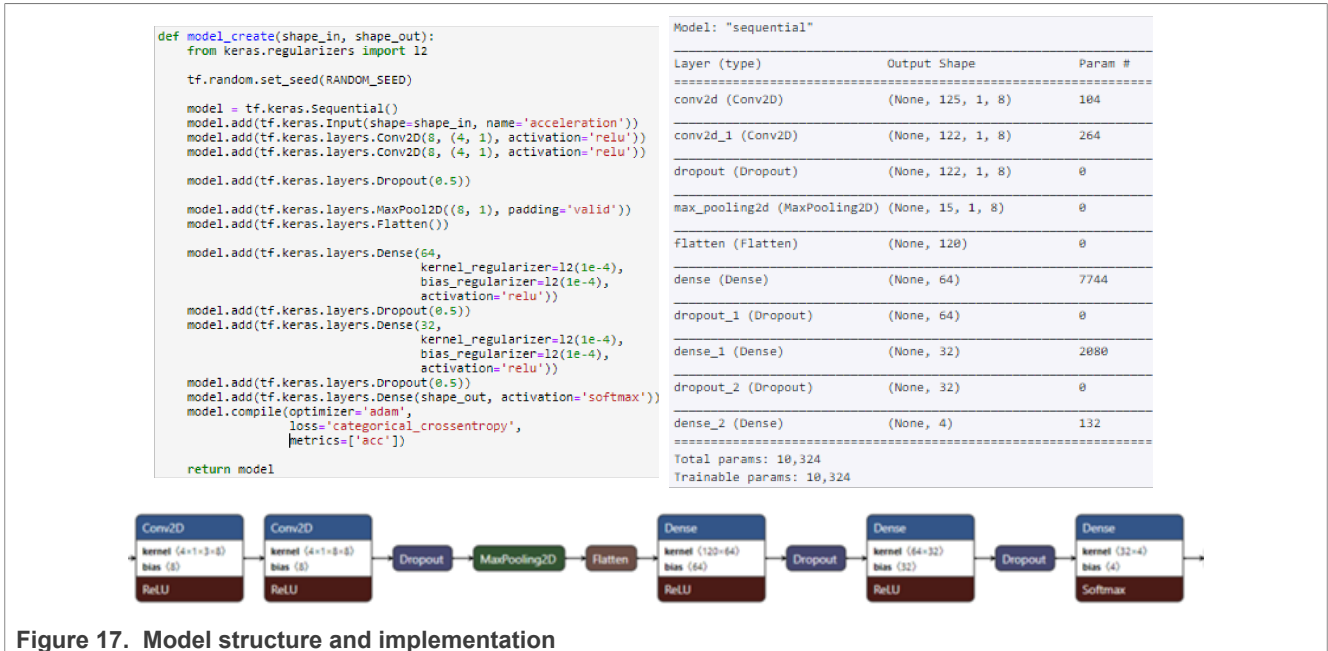 def model_create(shape_in, shape_out):
from keras.regularizers import l2
tf.random.set_seed(RANDOM_SEED)
model = tf.keras.Sequential()
model.add(tf.keras.Input(shape=shape_in, name='acceleration'))
model.add(tf.keras.layers.Conv2D(8, (4, 1), activation='relu'))
model.add(tf.keras.layers.Conv2D(8, (4, 1), activation='relu'))
model.add(tf.keras.layers.Dropout(0.5))
model.add(tf.keras.layers.MaxPool2D((8, 1), padding='valid'))
model.add(tf.keras.layers.Flatten())
model.add(tf.keras.layers.Dense(64,
kernel_regularizer=l2(1e-4),
bias_regularizer=l2(1e-4),
activation='relu'))
model.add(tf.keras.layers.Dropout(0.5))
model.add(tf.keras.layers.Dense(32,
kernel_regularizer=l2(1e-4),
bias_regularizer=l2(1e-4),
activation='relu'))
model.add(tf.keras.layers.Dropout(0.5))
model.add(tf.keras.layers.Dense(shape_out, activation='softmax'))
model.compile(optimizer='adam',
loss='categorical_crossentropy',
metrics=['acc'])
return model
Model: "sequential"
Layer (type) Output Shape Param #
conv2d (Conv2D) (None, 125, 1, 8) 104
conv2d_1 (Conv2D) (None, 122, 1, 8) 264
dropout (Dropout) (None, 122, 1, 8) 0
max_pooling2d (MaxPooling2D) (None, 15, 1, 8) 0
flatten (Flatten) (None, 120) 0
dense (Dense) (None, 64) 7744
dropout_1 (Dropout) (None, 64) 0
dense_1 (Dense) (None, 32) 2080
dropout_2 (Dropout) (None, 32) 0
dense_2 (Dense) (None, 4) 132
Total params: 10,324
Trainable params: 10,324
Conv2D
kernel (4×1×3×8)
bias (8)
ReLU
Conv2D
kernel (4×1×8×8)
bias (8)
ReLU
Dropout
MaxPooling2D
Flatten
Dense
kernel (120×64)
bias (64)
ReLU
Dropout
Dense
kernel (64×32)
bias (32)
ReLU
Dropout
Dense
kernel (32×4)
bias (4)
Softmax
Figure 17. Model structure and implementation